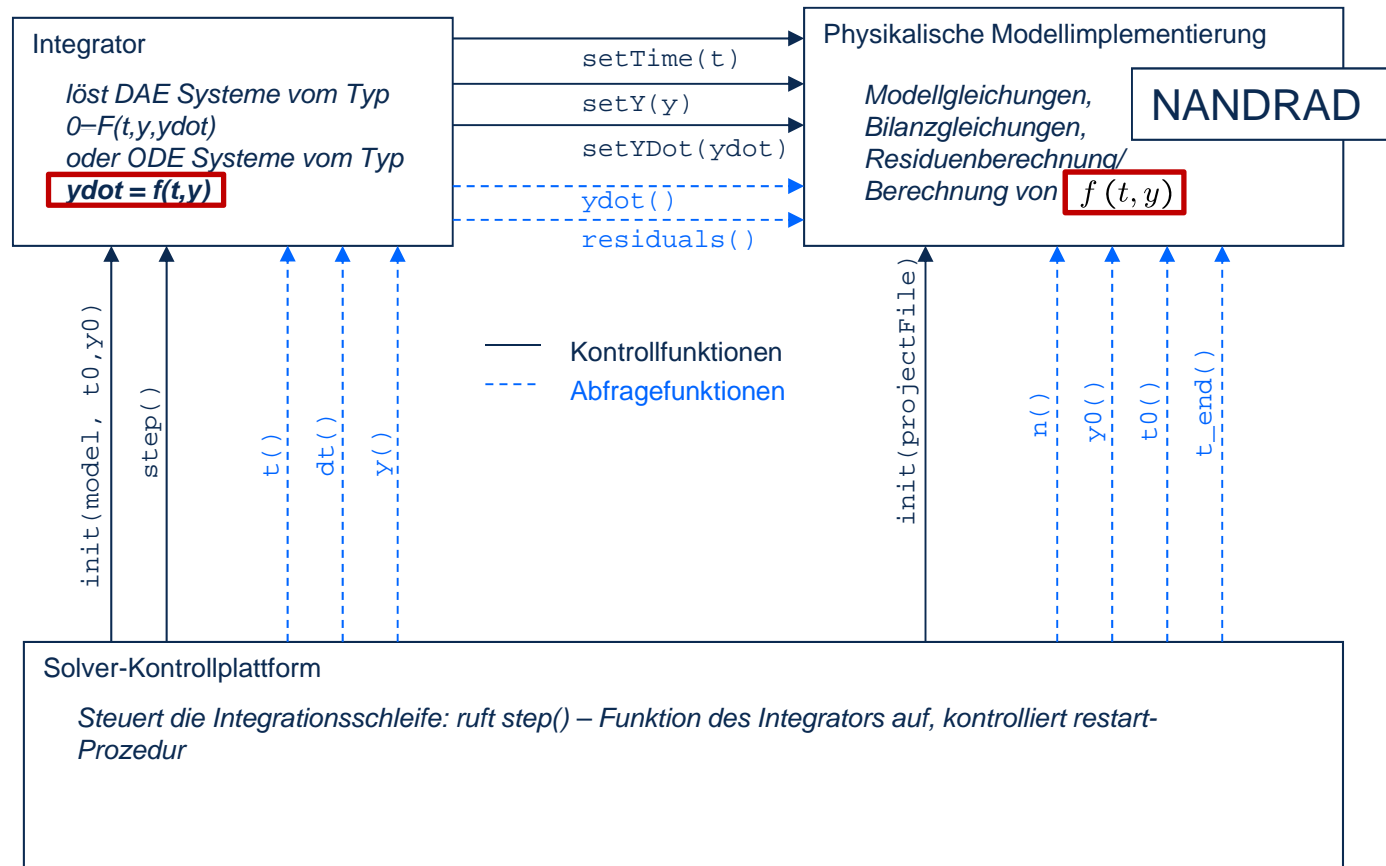 Integrator
löst DAE Systeme vom Typ
0=F(t,y,ydot)
oder ODE Systeme vom Typ
ydot = f(t,y)
setTime(t)
setY(y)
setYDot(ydot)
ydot()
residuals()
Physikalische Modellimplementierung
Modellgleichungen,
Bilanzgleichungen,
Residuenberechnung/
Berechnung von f (t, y)
NANDRAD
init(model, t0,y0)
step()
t()
dt()
y()
Kontrollfunktionen
Abfragefunktionen
init(projectFile)
n()
y0()
t0()
t_end()
Solver-Kontrollplattform
Steuert die Integrationsschleife: ruft step() – Funktion des Integrators auf, kontrolliert restart-
Prozedur